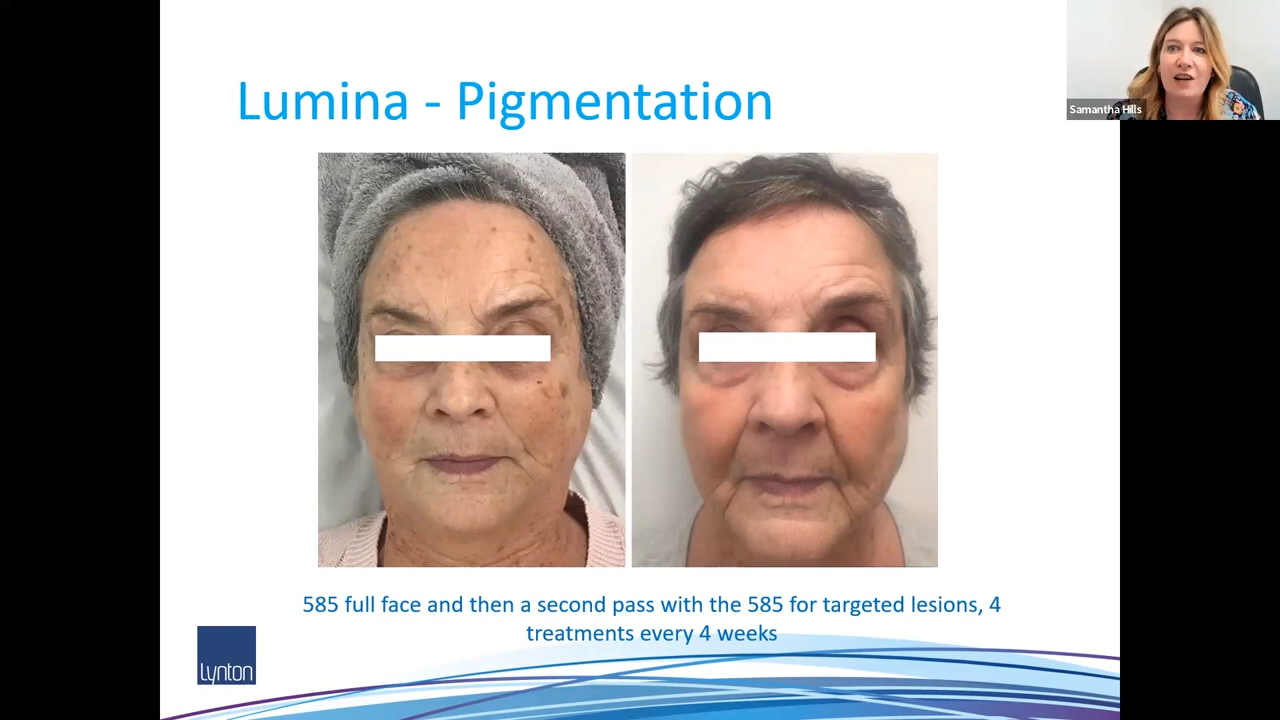 Lumina - Pigmentation
Samantha Hills
585 full face and then a second pass with the 585 for targeted lesions, 4
treatments every 4 weeks
Lynton